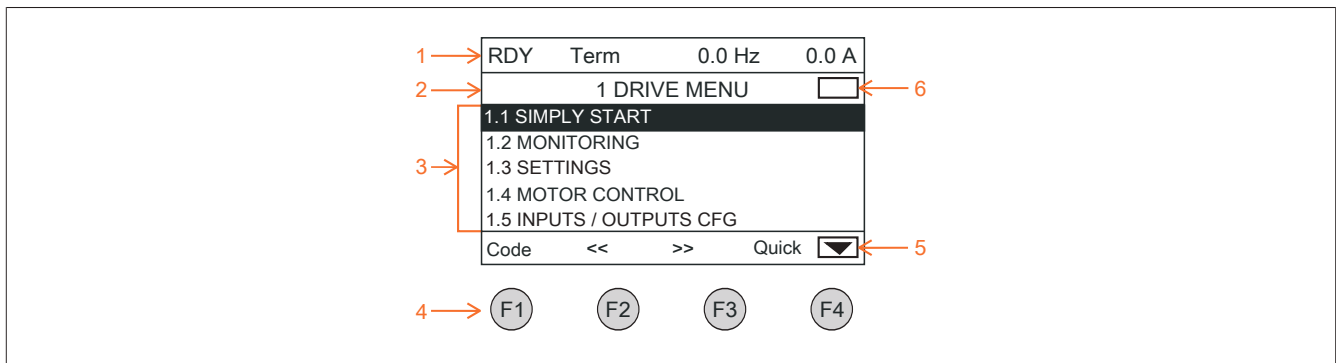 1 RDY Term 0.0 Hz 0.0 A
2 1 DRIVE MENU 6
1.1 SIMPLY START
1.2 MONITORING
3 1.3 SETTINGS
1.4 MOTOR CONTROL
1.5 INPUTS / OUTPUTS CFG
Code << >> Quick 5
4 F1 F2 F3 F4